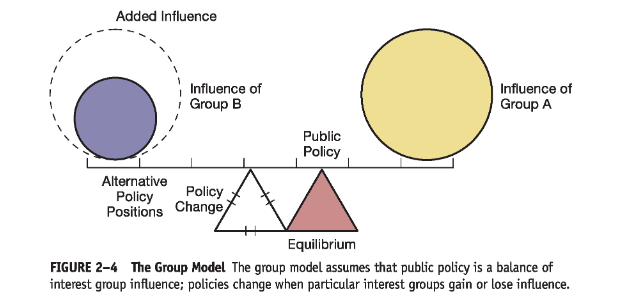 Added Influence
Influence of
Group B
Influence of
Group A
Public
Policy
Alternative
Policy
Positions
Policy
Change
Equilibrium
FIGURE 2–4 The Group Model The group model assumes that public policy is a balance of
interest group influence; policies change when particular interest groups gain or lose influence.